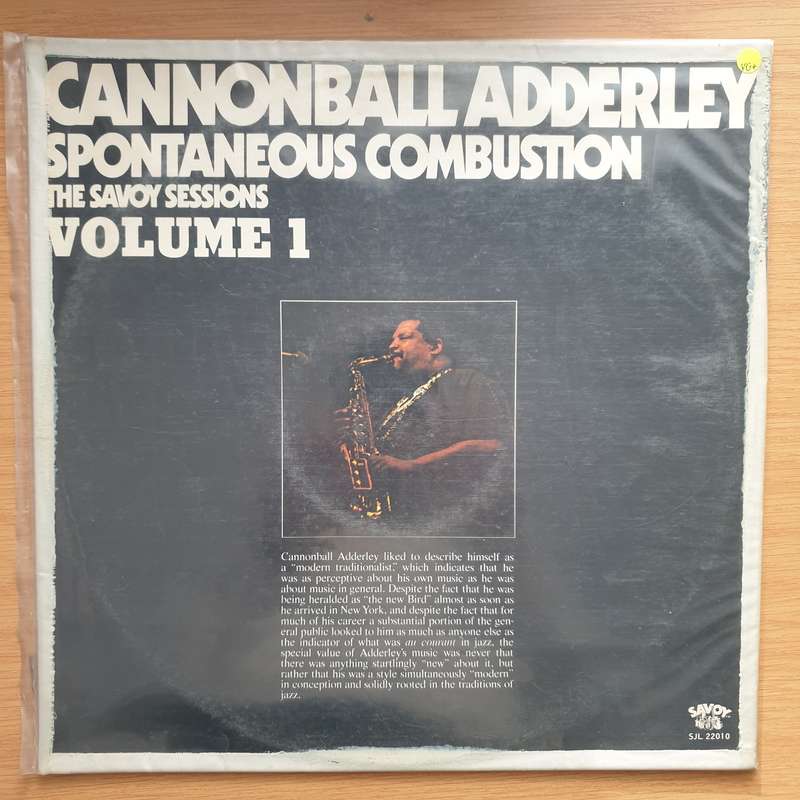 VG+
CANNONBALL ADDERLEY
SPONTANEOUS COMBUSTION
THE SAVOY SESSIONS
VOLUME 1
Cannonball Adderley liked to describe himself as
a “modern traditionalist,” which indicates that he
was as perceptive about his own music as he was
about music in general. Despite the fact that he was
being heralded as “the new Bird” almost as soon as
he arrived in New York, and despite the fact that for
much of his career a substantial portion of the gen-
eral public looked to him as much as anyone else as
the indicator of what was au courant in jazz, the
special value of Adderley’s music was never that
there was anything startlingly “new” about it, but
rather that his was a style simultaneously “modern”
in conception and solidly rooted in the traditions of
jazz.
SAVOY
SJL 22010